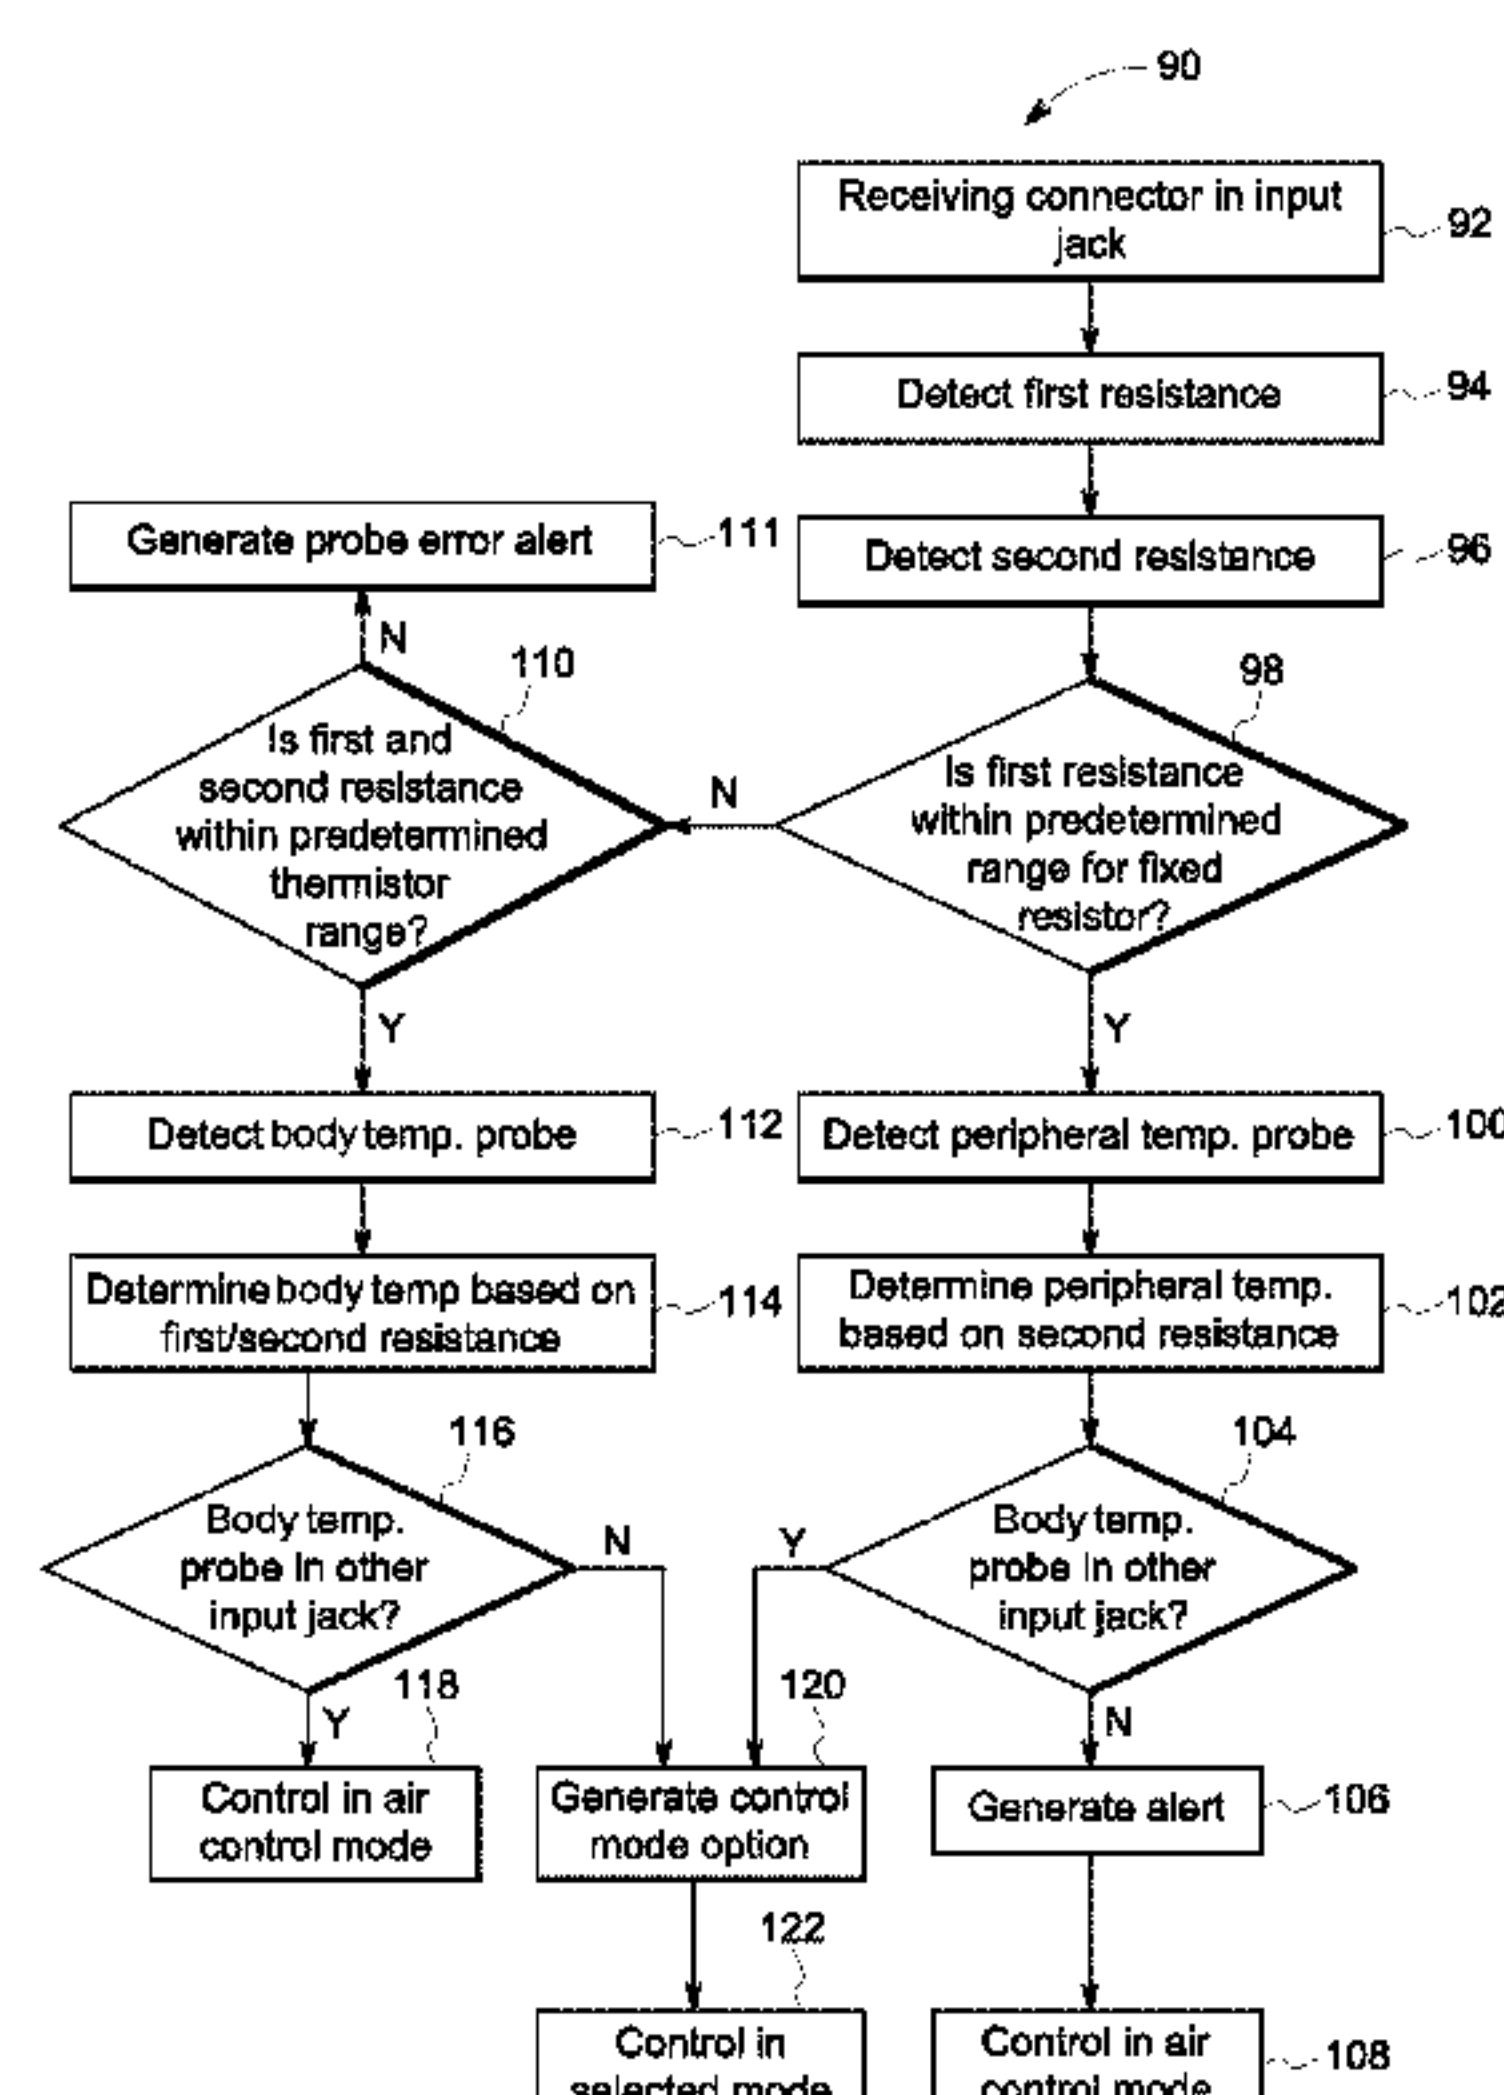 90
Receiving connector in input
jack
92
Detect first resistance
94
Generate probe error alert
111
Detect second resistance
96
N
110
98
Is first and
second resistance
within predetermined
thermistor
range?
N
Is first resistance
within predetermined
range for fixed
resistor?
Y
Y
Detect body temp. probe
112
Detect peripheral temp. probe
100
Determine body temp based on
first/second resistance
114
Determine peripheral temp.
based on second resistance
102
116
104
Body temp.
probe in other
input jack?
N
Y
Body temp.
probe in other
input jack?
118
120
Y
N
Control in air
control mode
Generate control
mode option
Generate alert
106
122
Control in
selected mode
Control in air
control mode
108